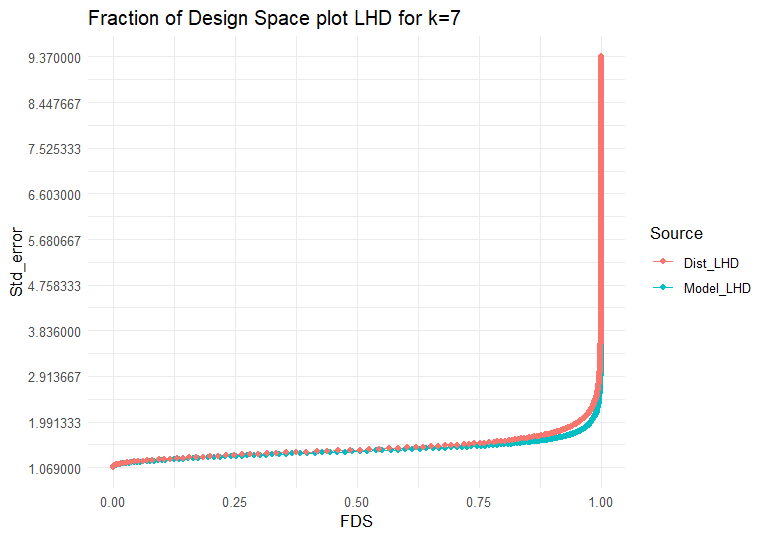 Fraction of Design Space plot LHD for k=7
9.370000
8.447667
7.525333
6.603000
5.680667
4.758333
3.836000
2.913667
1.991333
1.069000
Std_error
0.00
0.25
0.50
0.75
1.00
FDS
Source
Dist_LHD
Model_LHD